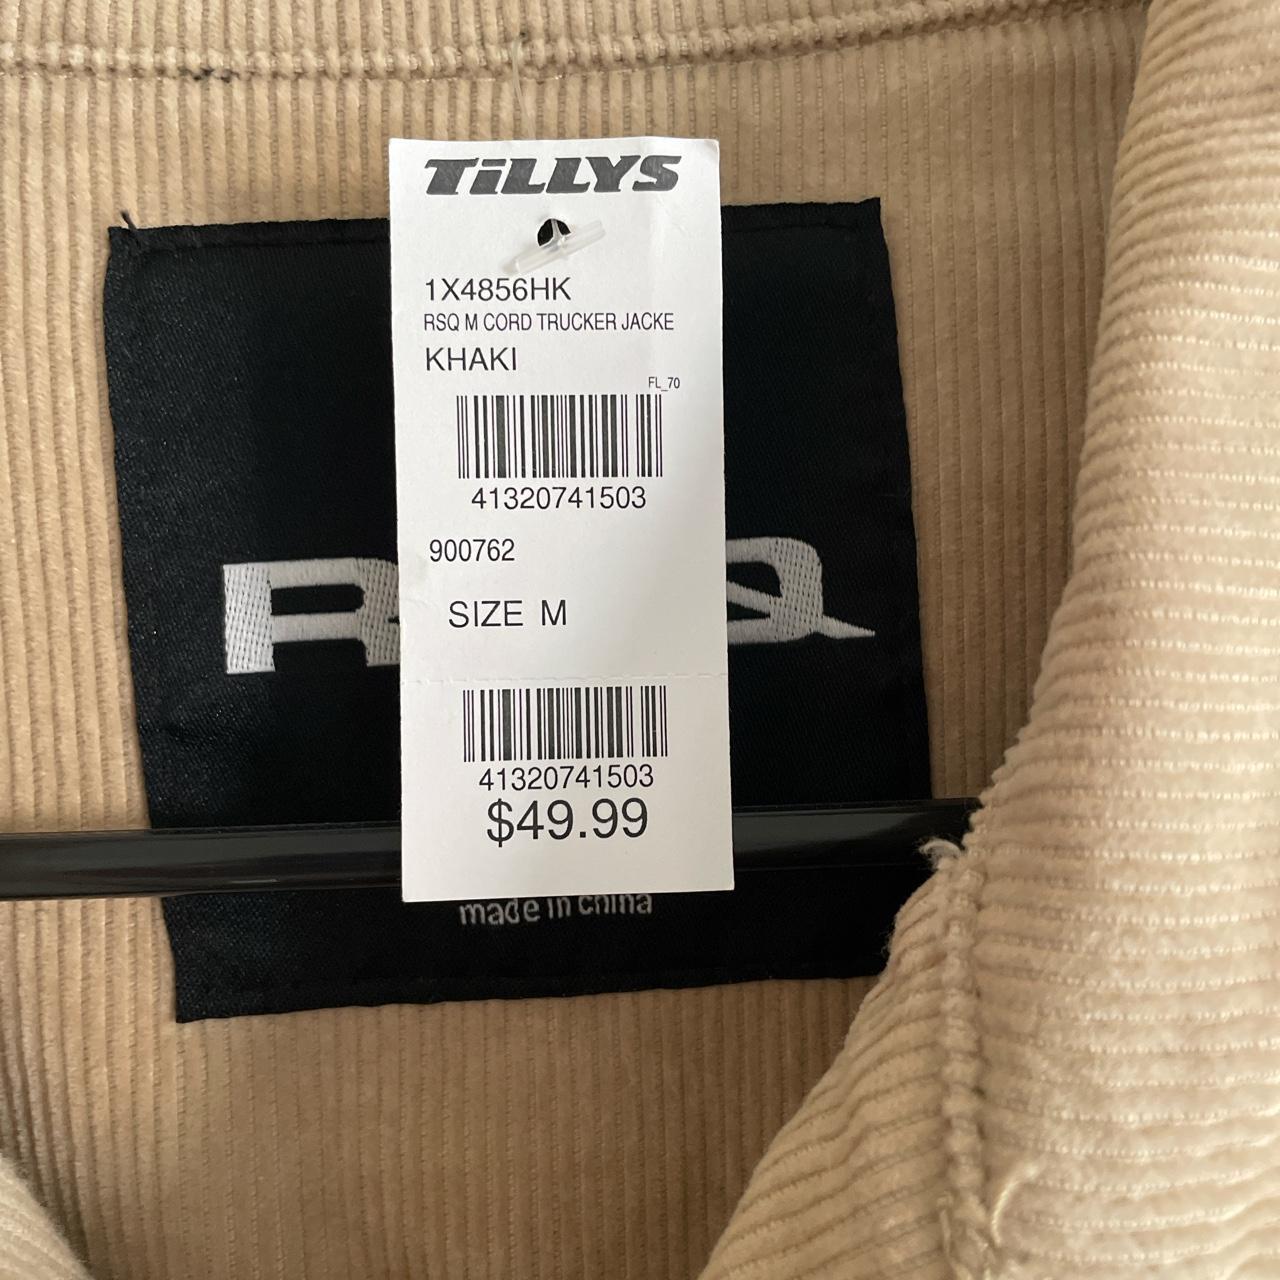 TiLLYS
1X4856HK
RSQ M CORD TRUCKER JACKE
KHAKI
FL_70
41320741503
900762
SIZE M
41320741503
$49.99
made in china